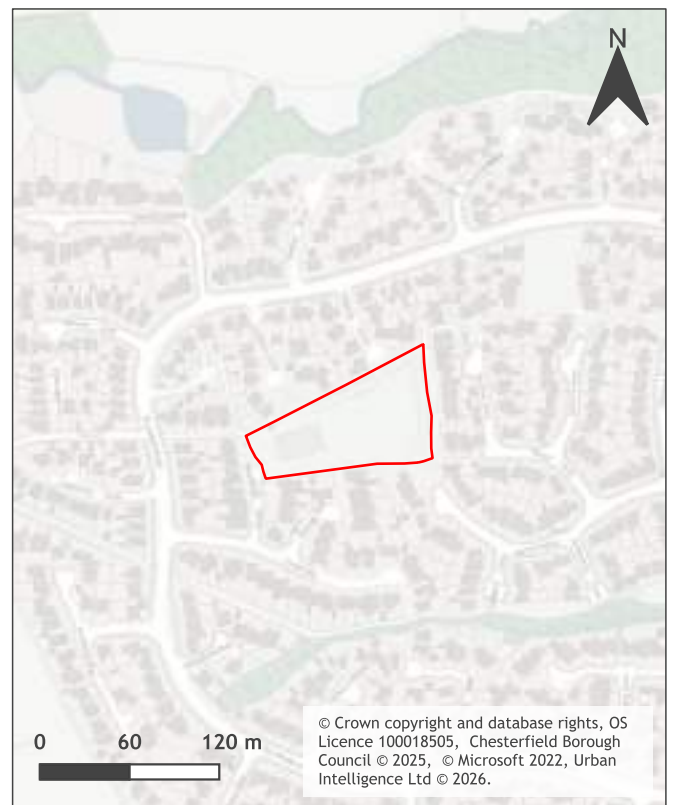 N
0 60 120 m
© Crown copyright and database rights, OS
Licence 100018505, Chesterfield Borough
Council © 2025, © Microsoft 2022, Urban
Intelligence Ltd © 2026.